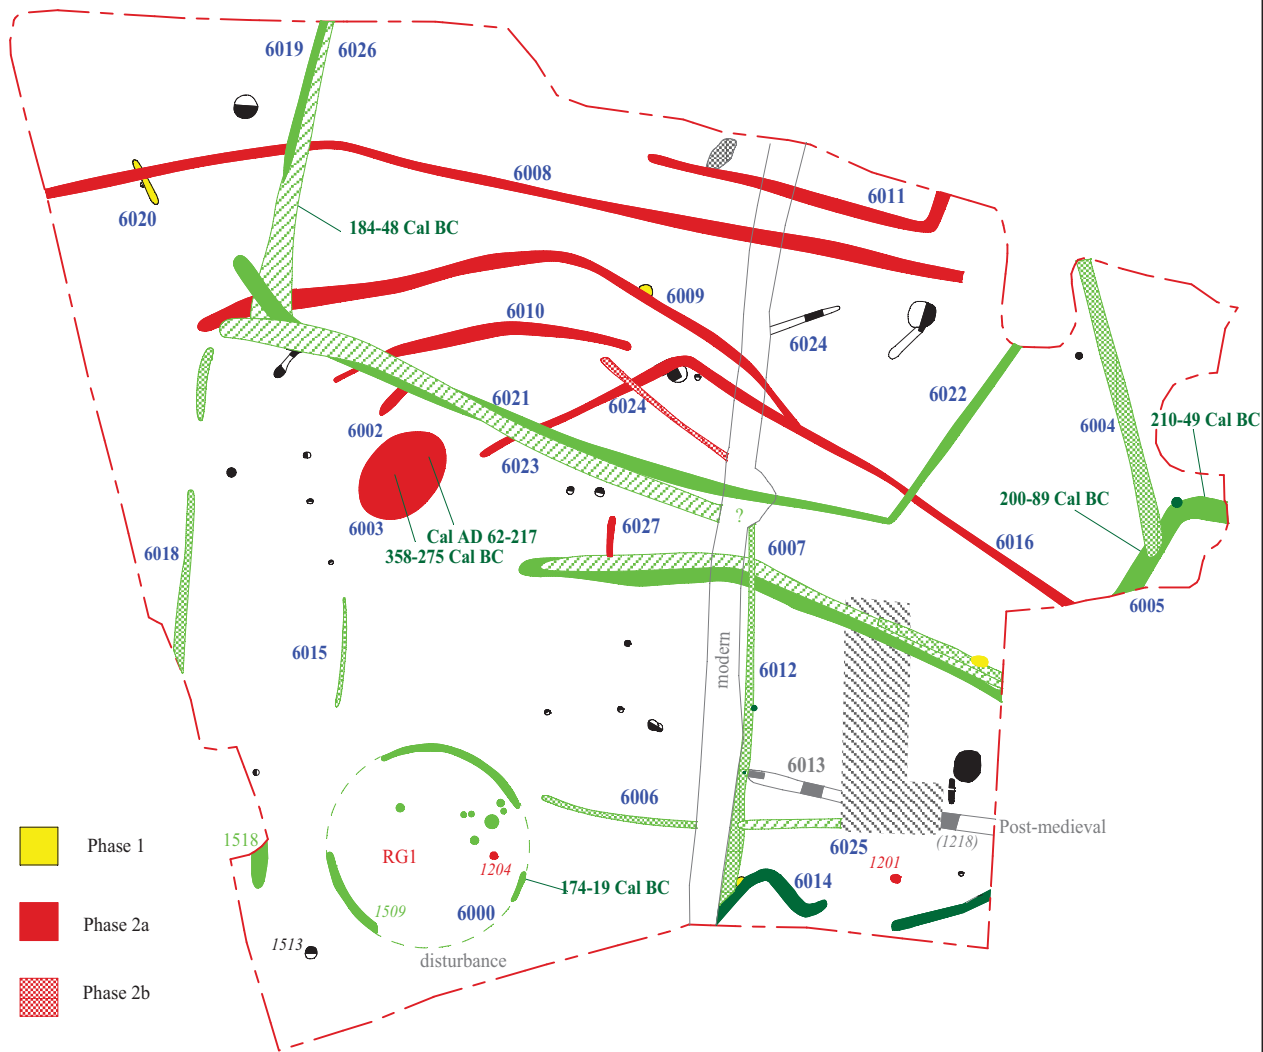 6019
6026
6008
6020
6011
184-48 Cal BC
6009
6010
6024
6022
6021
6024
6004
210-49 Cal BC
6002
6023
200-89 Cal BC
?
6003
Cal AD 62-217
358-275 Cal BC
6027
6007
6016
6018
6005
6015
modern
6012
6013
6006
Post-medieval
(1218)
6025
1518
Phase 1
RG1
1204
1201
174-19 Cal BC
6014
1509
6000
Phase 2a
1513
disturbance
Phase 2b